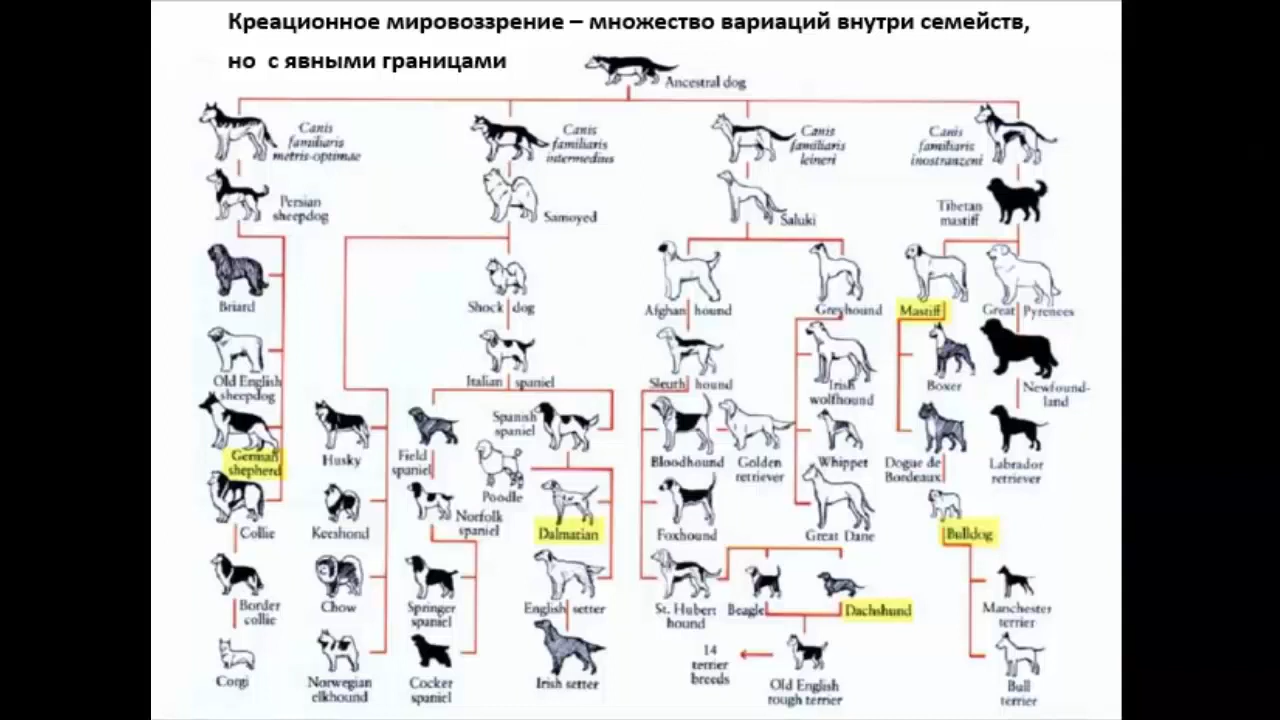 Креационное мировоззрение – множество вариаций внутри семейств,
но с явными границами
Ancestral dog
Canis
familiaris
metris-optimae
Canis
familiaris
intermedius
Canis
familiaris
leineri
Canis
familiaris
inostranzeni
Persian
sheepdog
Samoyed
Saluki
Tibetan
mastiff
Briard
Shock dog
Afghan hound
Greyhound
Mastiff
Great Pyrenees
Old English
sheepdog
Italian spaniel
Sleuth hound
Irish
wolfhound
Boxer
Newfound-
land
German
shepherd
Husky
Field
spaniel
Spanish
spaniel
Poodle
Bloodhound
Golden
retriever
Whippet
Dogue de
Bordeaux
Labrador
retriever
Collie
Keeshond
Norfolk
spaniel
Dalmatian
Foxhound
Great Dane
Bulldog
Border
collie
Chow
Springer
spaniel
English setter
St. Hubert
hound
Beagle
Dachshund
Manchester
terrier
Corgi
Norwegian
elkhound
Cocker
spaniel
Irish setter
14
terrier
breeds
Old English
rough terrier
Bull
terrier